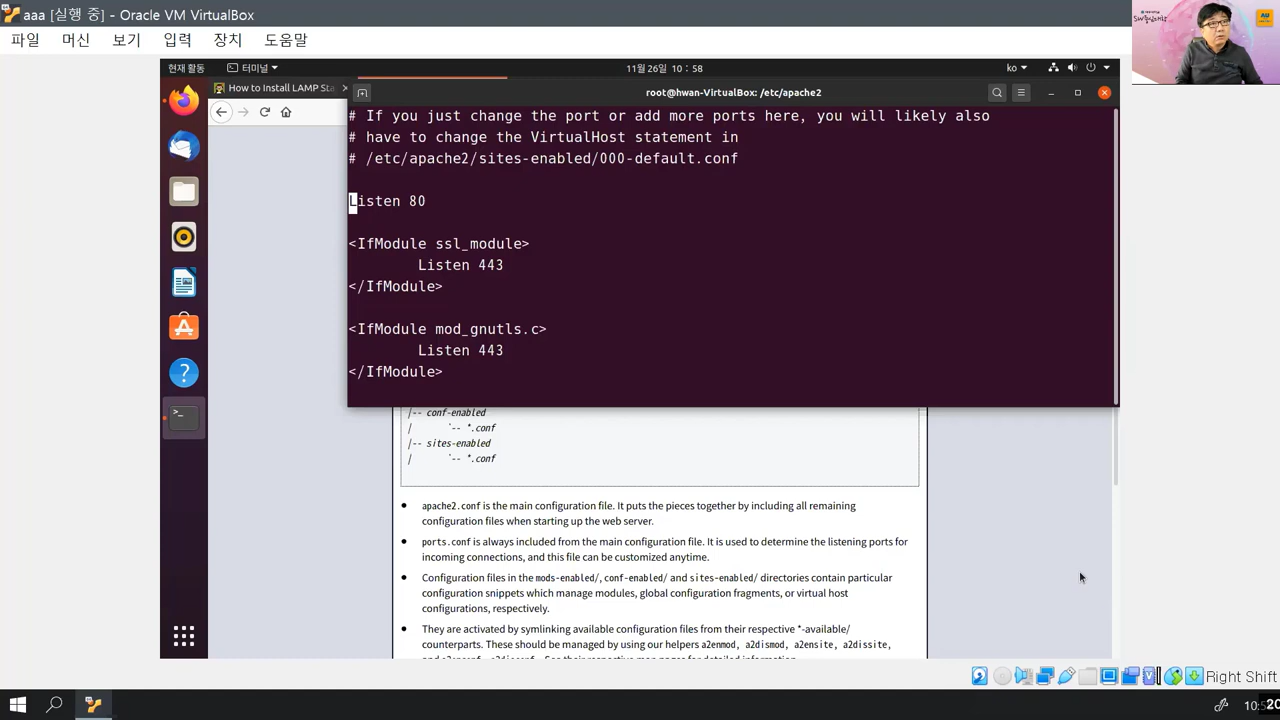 aaa [실행 중] - Oracle VM VirtualBox
파일 머신 보기 입력 장치 도움말
현재 활동 터미널 11월 26일 10 : 58 ko
How to Install LAMP Sta
root@hwan-VirtualBox: /etc/apache2
# If you just change the port or add more ports here, you will likely also
# have to change the VirtualHost statement in
# /etc/apache2/sites-enabled/000-default.conf
Listen 80
<IfModule ssl_module>
Listen 443
</IfModule>
<IfModule mod_gnutls.c>
Listen 443
</IfModule>
|-- conf-enabled
| `-- *.conf
|-- sites-enabled
| `-- *.conf
● apache2.conf is the main configuration file. It puts the pieces together by including all remaining
configuration files when starting up the web server.
● ports.conf is always included from the main configuration file. It is used to determine the listening ports for
incoming connections, and this file can be customized anytime.
● Configuration files in the mods-enabled/, conf-enabled/ and sites-enabled/ directories contain particular
configuration snippets which manage modules, global configuration fragments, or virtual host
configurations, respectively.
● They are activated by symlinking available configuration files from their respective *-available/
counterparts. These should be managed by using our helpers a2enmod, a2dismod, a2ensite, a2dissite,
Right Shift